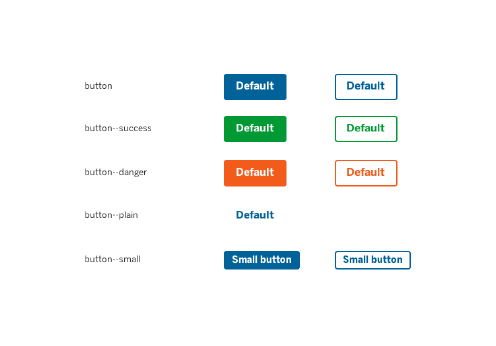 button Default Default
button--success Default Default
button--danger Default Default
button--plain Default
button--small Small button Small button